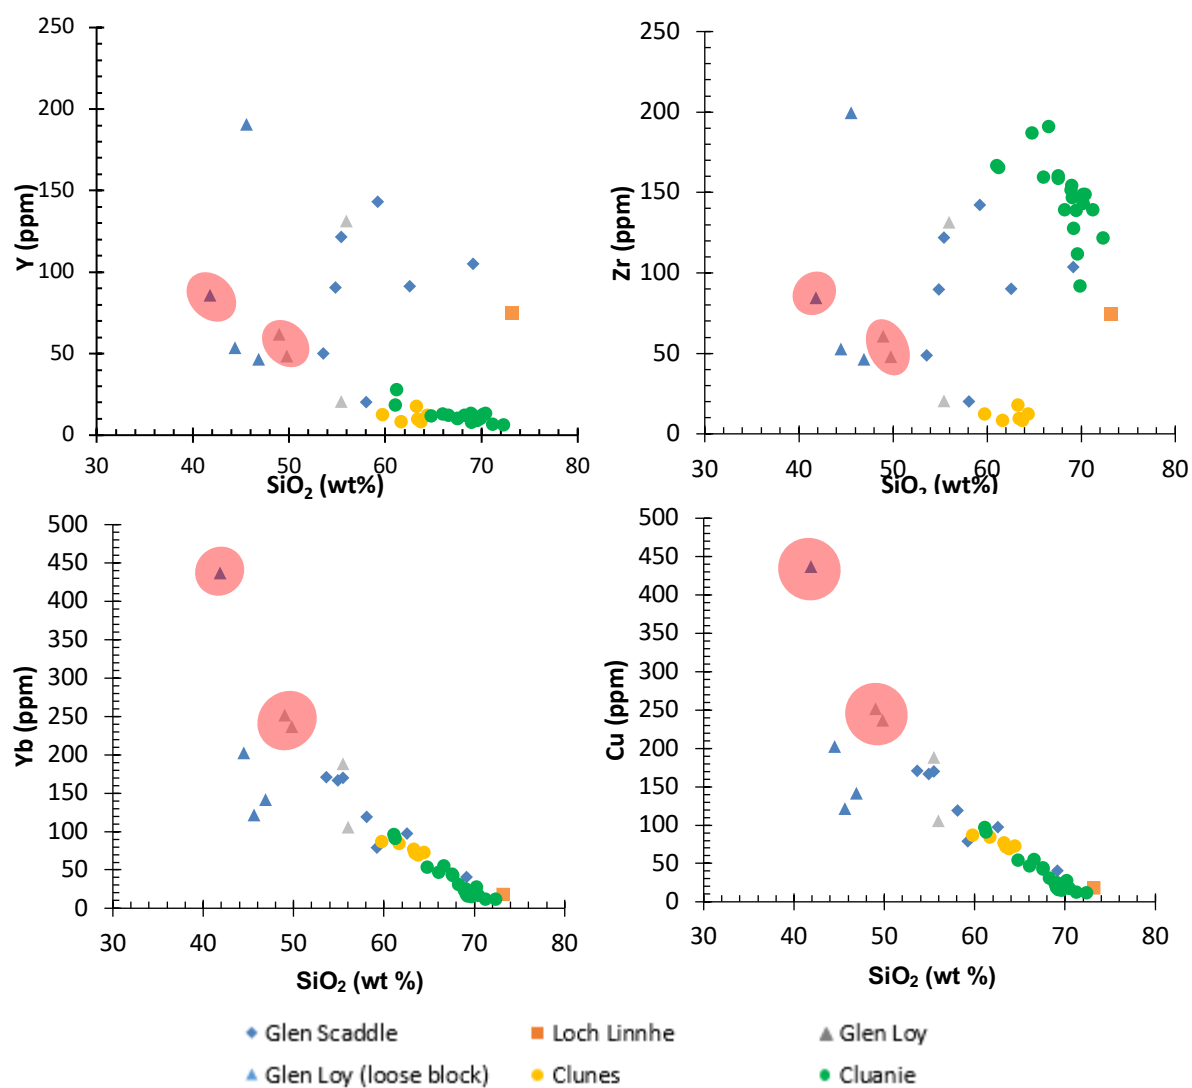 250
200
150
100
50
0
Y (ppm)
30 40 50 60 70 80
SiO2 (wt%)
250
200
150
100
50
0
Zr (ppm)
30 40 50 60 70 80
SiO2 (wt%)
500
450
400
350
300
250
200
150
100
50
0
Yb (ppm)
30 40 50 60 70 80
SiO2 (wt %)
500
450
400
350
300
250
200
150
100
50
0
Cu (ppm)
30 40 50 60 70 80
SiO2 (wt %)
Glen Scaddle Loch Linnhe Glen Loy
Glen Loy (loose block) Clunes Cluanie